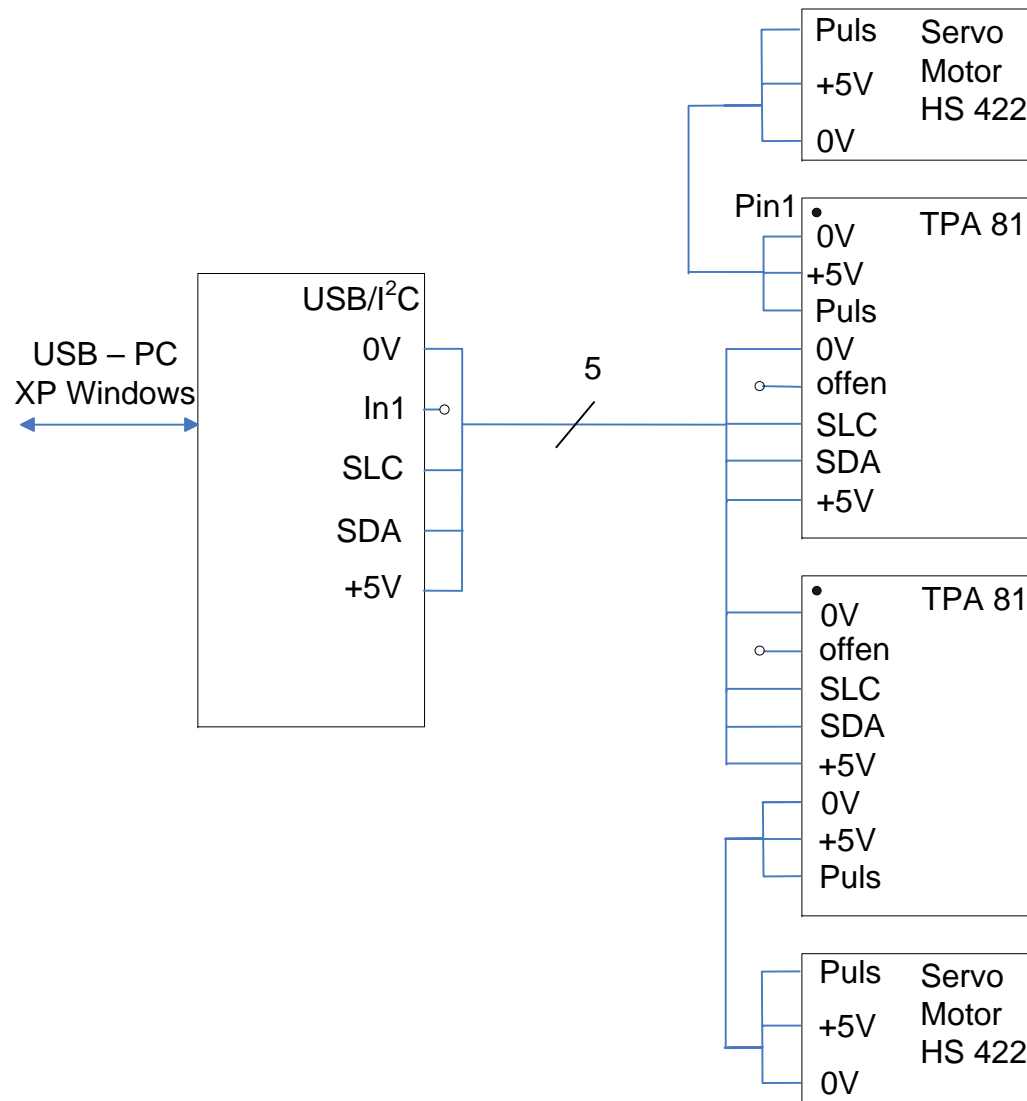 USB – PC
XP Windows
USB/I²C
0V
In1
SLC
SDA
+5V
5
Puls
+5V
0V
Servo
Motor
HS 422
Pin1
TPA 81
0V
+5V
Puls
0V
offen
SLC
SDA
+5V
TPA 81
0V
offen
SLC
SDA
+5V
0V
+5V
Puls
Puls
+5V
0V
Servo
Motor
HS 422